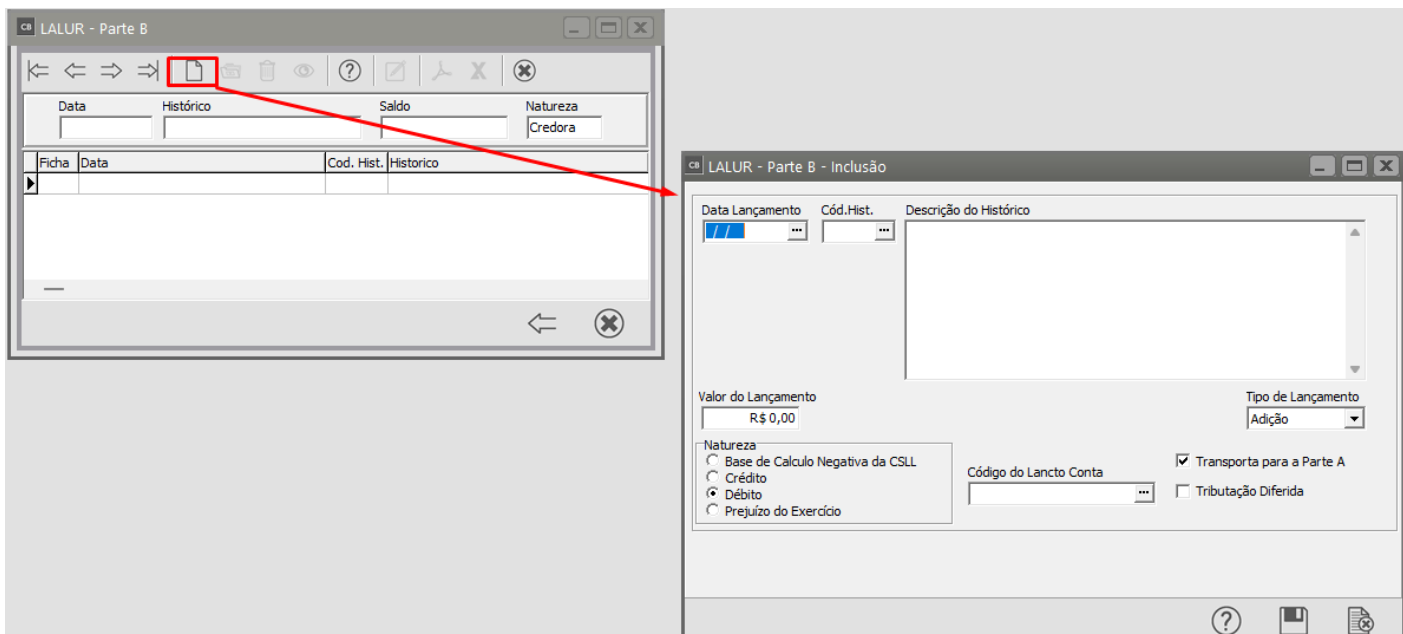 CB LALUR - Parte B
Data Histórico Saldo Natureza
Credora
Ficha Data Cod. Hist. Historico
CB LALUR - Parte B - Inclusão
Data Lançamento Cód.Hist. Descrição do Histórico
/ /
Valor do Lançamento Tipo de Lançamento
R$ 0,00 Adição
Natureza
Base de Calculo Negativa da CSLL
Crédito
Débito
Prejuízo do Exercício
Código do Lancto Conta
Transporta para a Parte A
Tributação Diferida